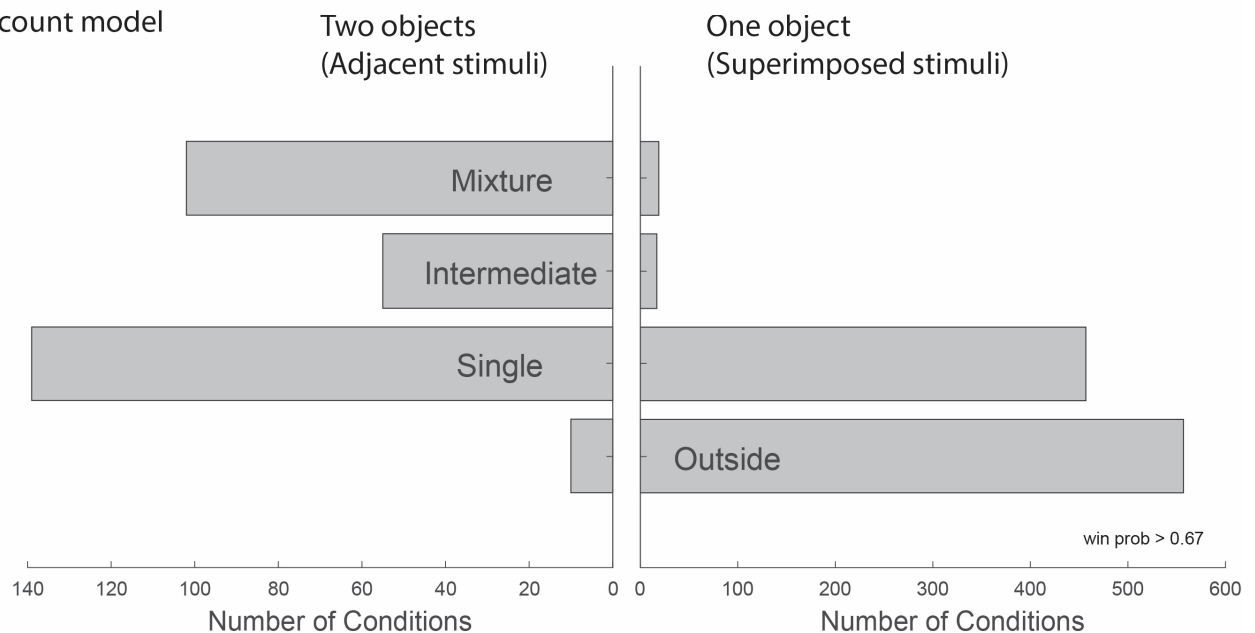 count model
Two objects
(Adjacent stimuli)
One object
(Superimposed stimuli)
Mixture
Intermediate
Single
Outside
win prob > 0.67
140 120 100 80 60 40 20 0
0 100 200 300 400 500 600
Number of Conditions
Number of Conditions